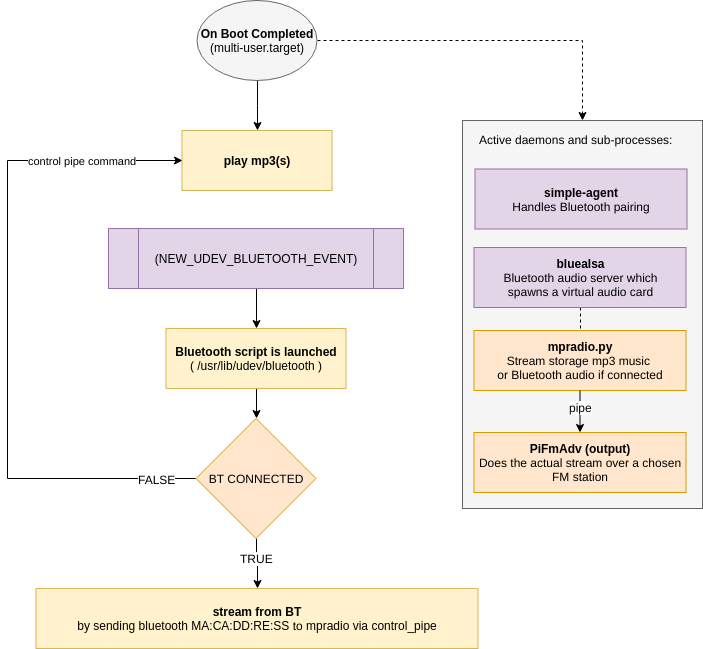 On Boot Completed
(multi-user.target)
Active daemons and sub-processes:
control pipe command
play mp3(s)
simple-agent
Handles Bluetooth pairing
(NEW_UDEV_BLUETOOTH_EVENT)
bluealsa
Bluetooth audio server which
spawns a virtual audio card
Bluetooth script is launched
( /usr/lib/udev/bluetooth )
mpradio.py
Stream storage mp3 music
or Bluetooth audio if connected
pipe
PiFmAdv (output)
Does the actual stream over a chosen
FM station
BT CONNECTED
FALSE
TRUE
stream from BT
by sending bluetooth MA:CA:DD:RE:SS to mpradio via control_pipe